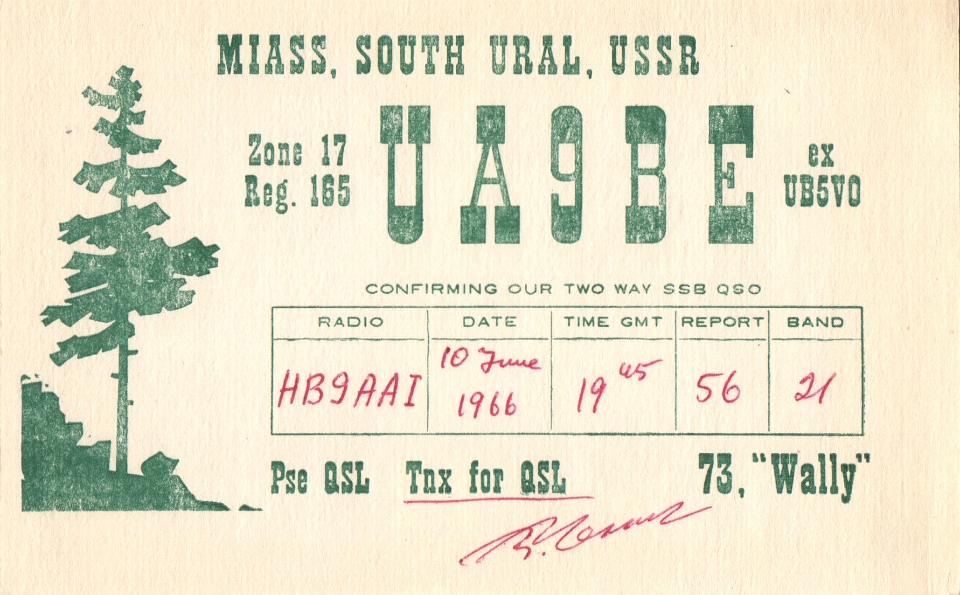 MIASS, SOUTH URAL, USSR
Zone 17
Reg. 165
UA9BE
ex
UB5VO
CONFIRMING OUR TWO WAY SSB QSO
RADIO DATE TIME GMT REPORT BAND
HB9AAI 10 June 1966 19 45 56 21
Pse QSL Tnx for QSL 73, "Wally"